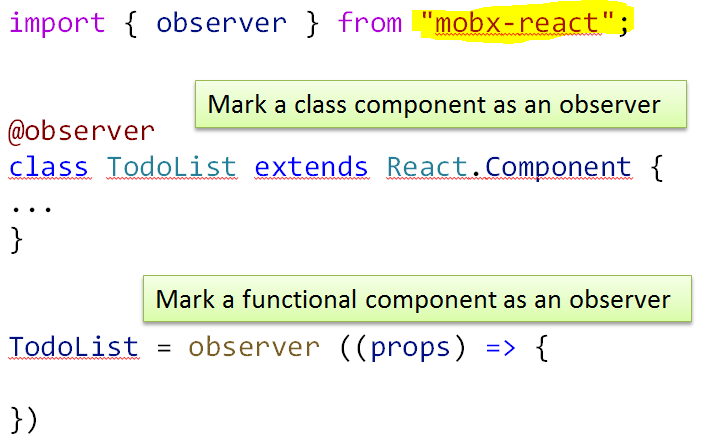 import { observer } from "mobx-react";
Mark a class component as an observer
@observer
class TodoList extends React.Component {
...
}
Mark a functional component as an observer
TodoList = observer ((props) => {
})